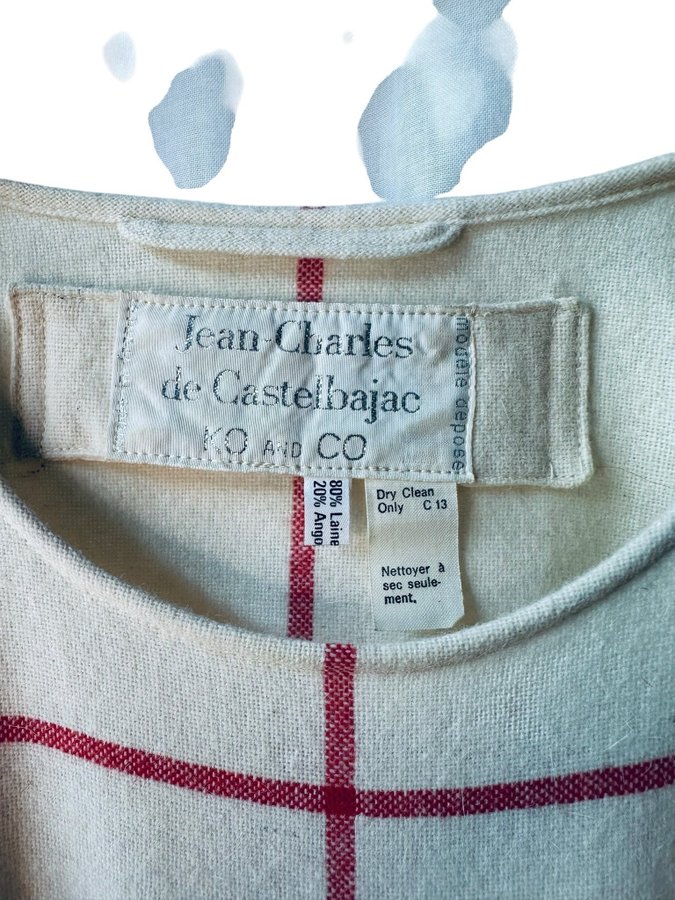 Jean-Charles
de Castelbajac
KO AND CO
modèle déposé
80% Laine
20% Ango
Dry Clean
Only C 13
Nettoyer à
sec seule-
ment.